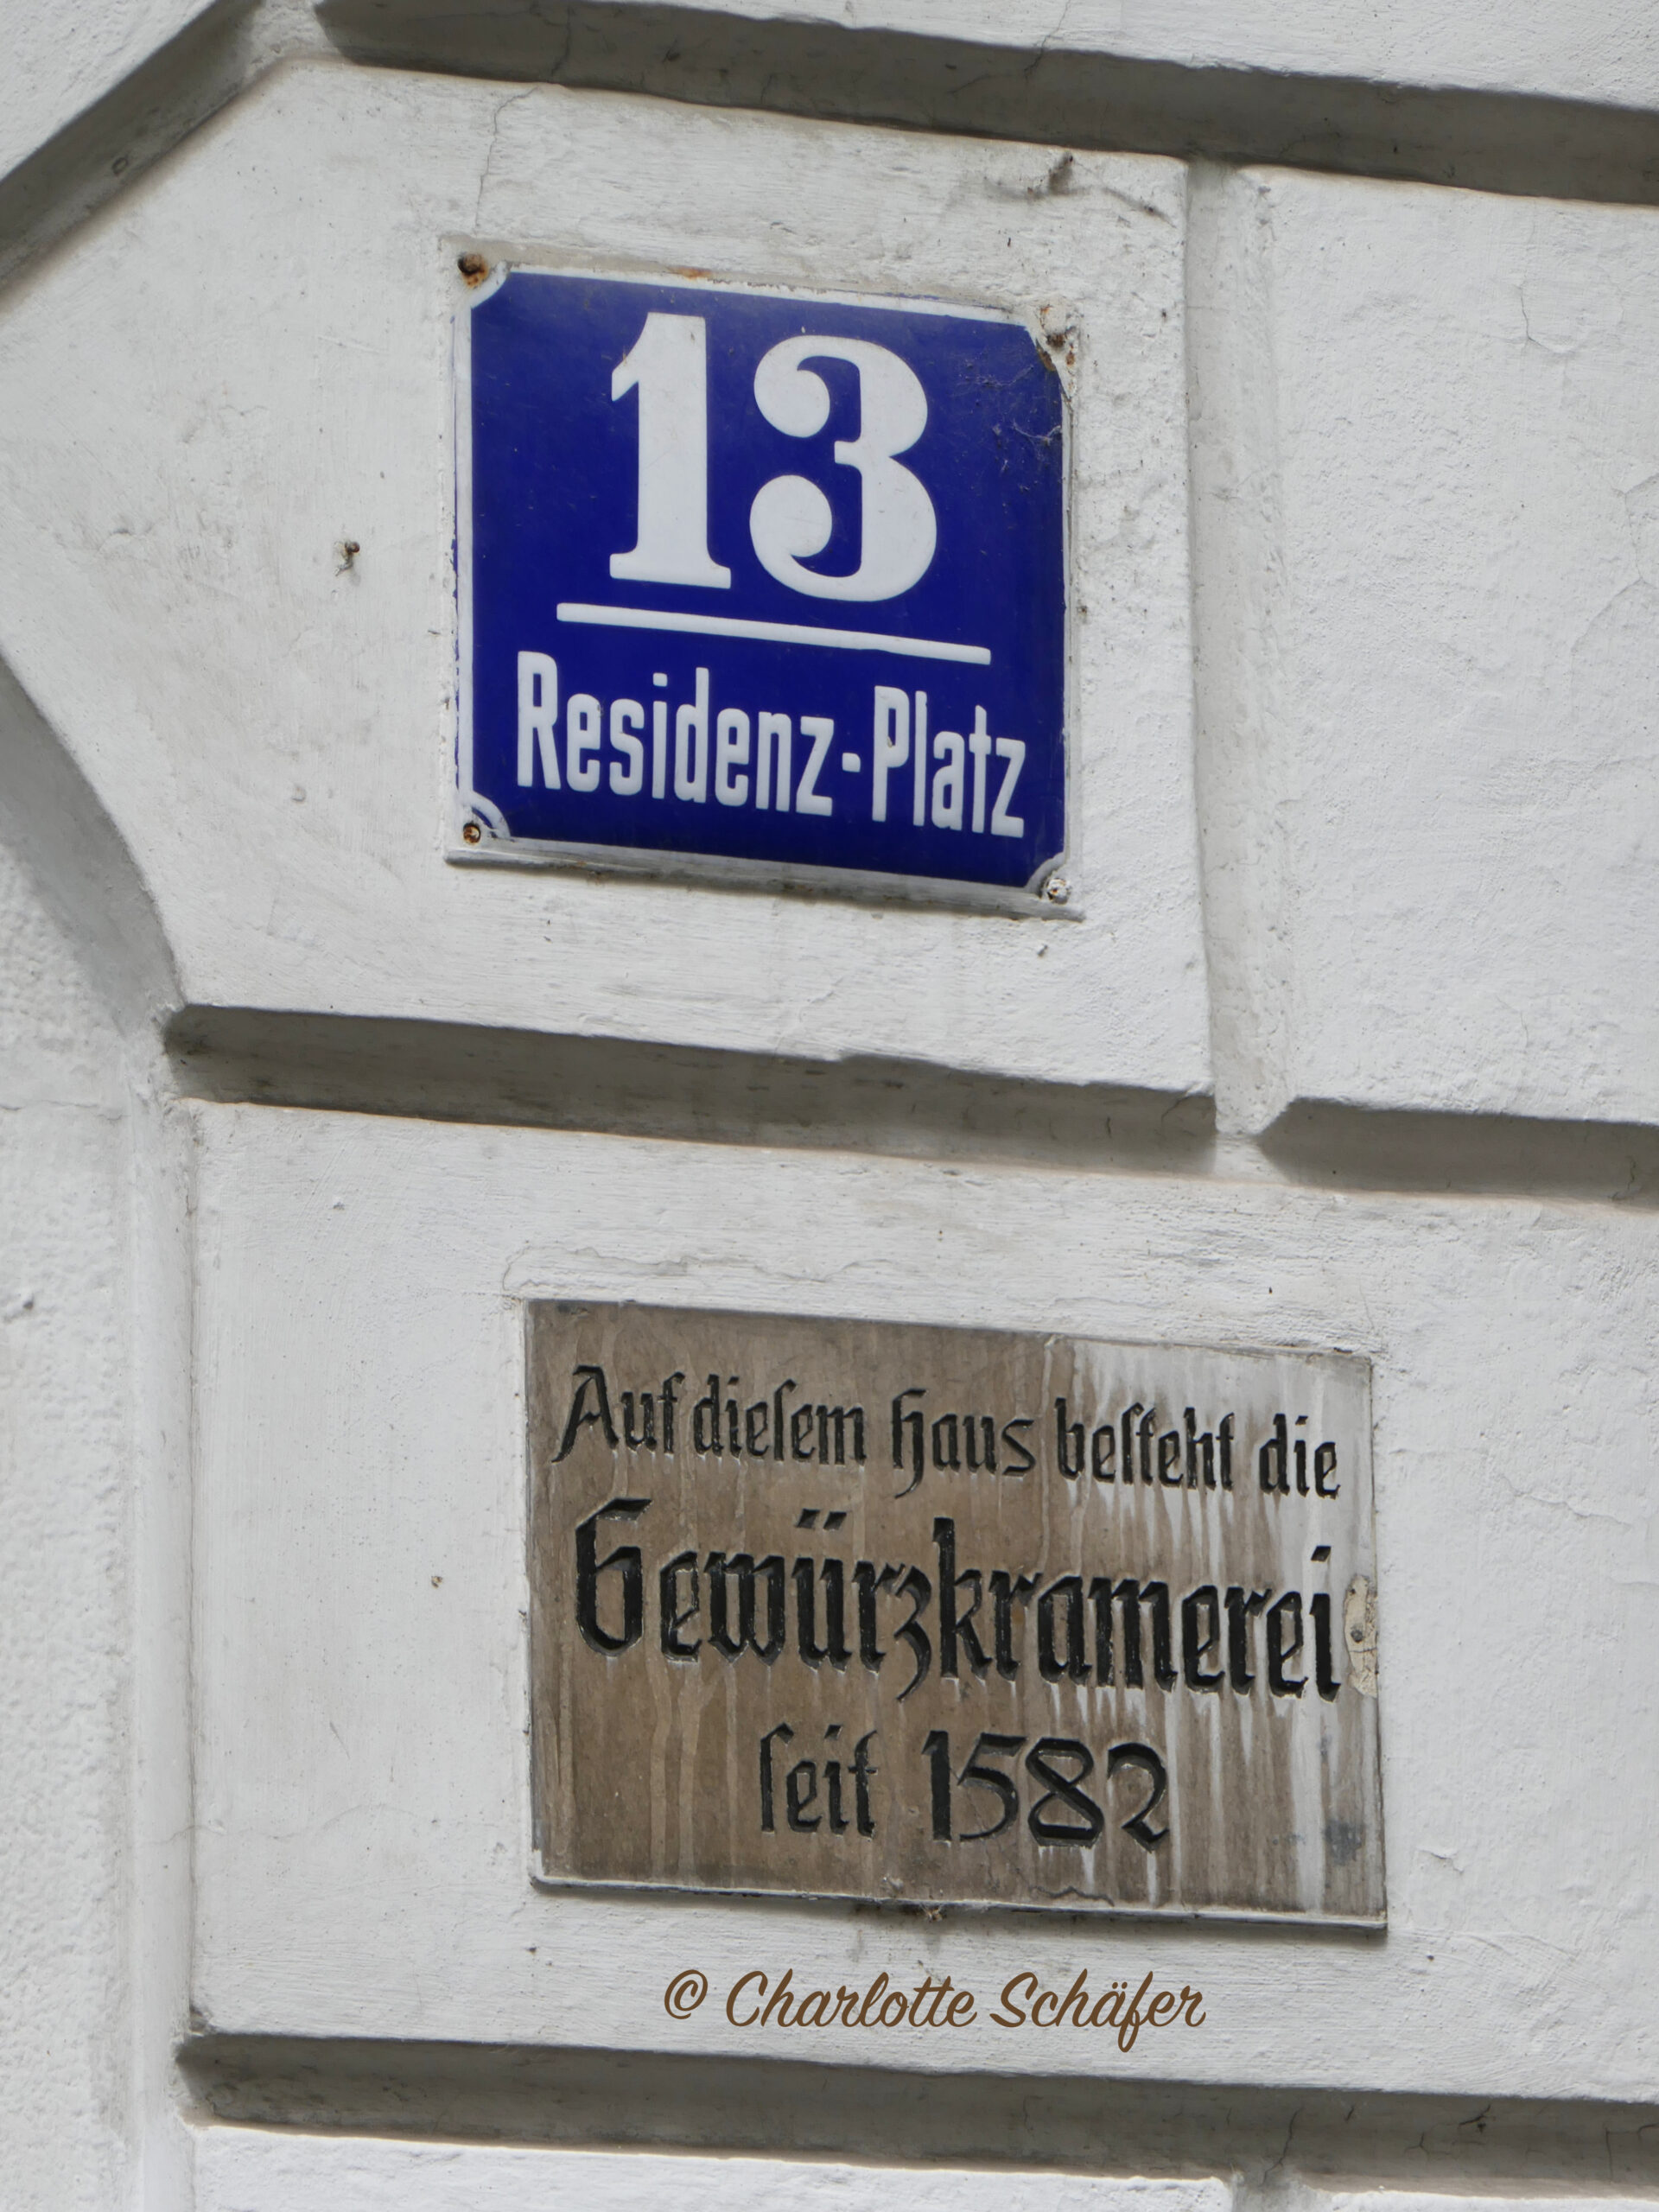 13
Residenz-Platz
Auf dieſem Haus beſteht die
Gewürzkramerei
ſeit 1582
© Charlotte Schäfer